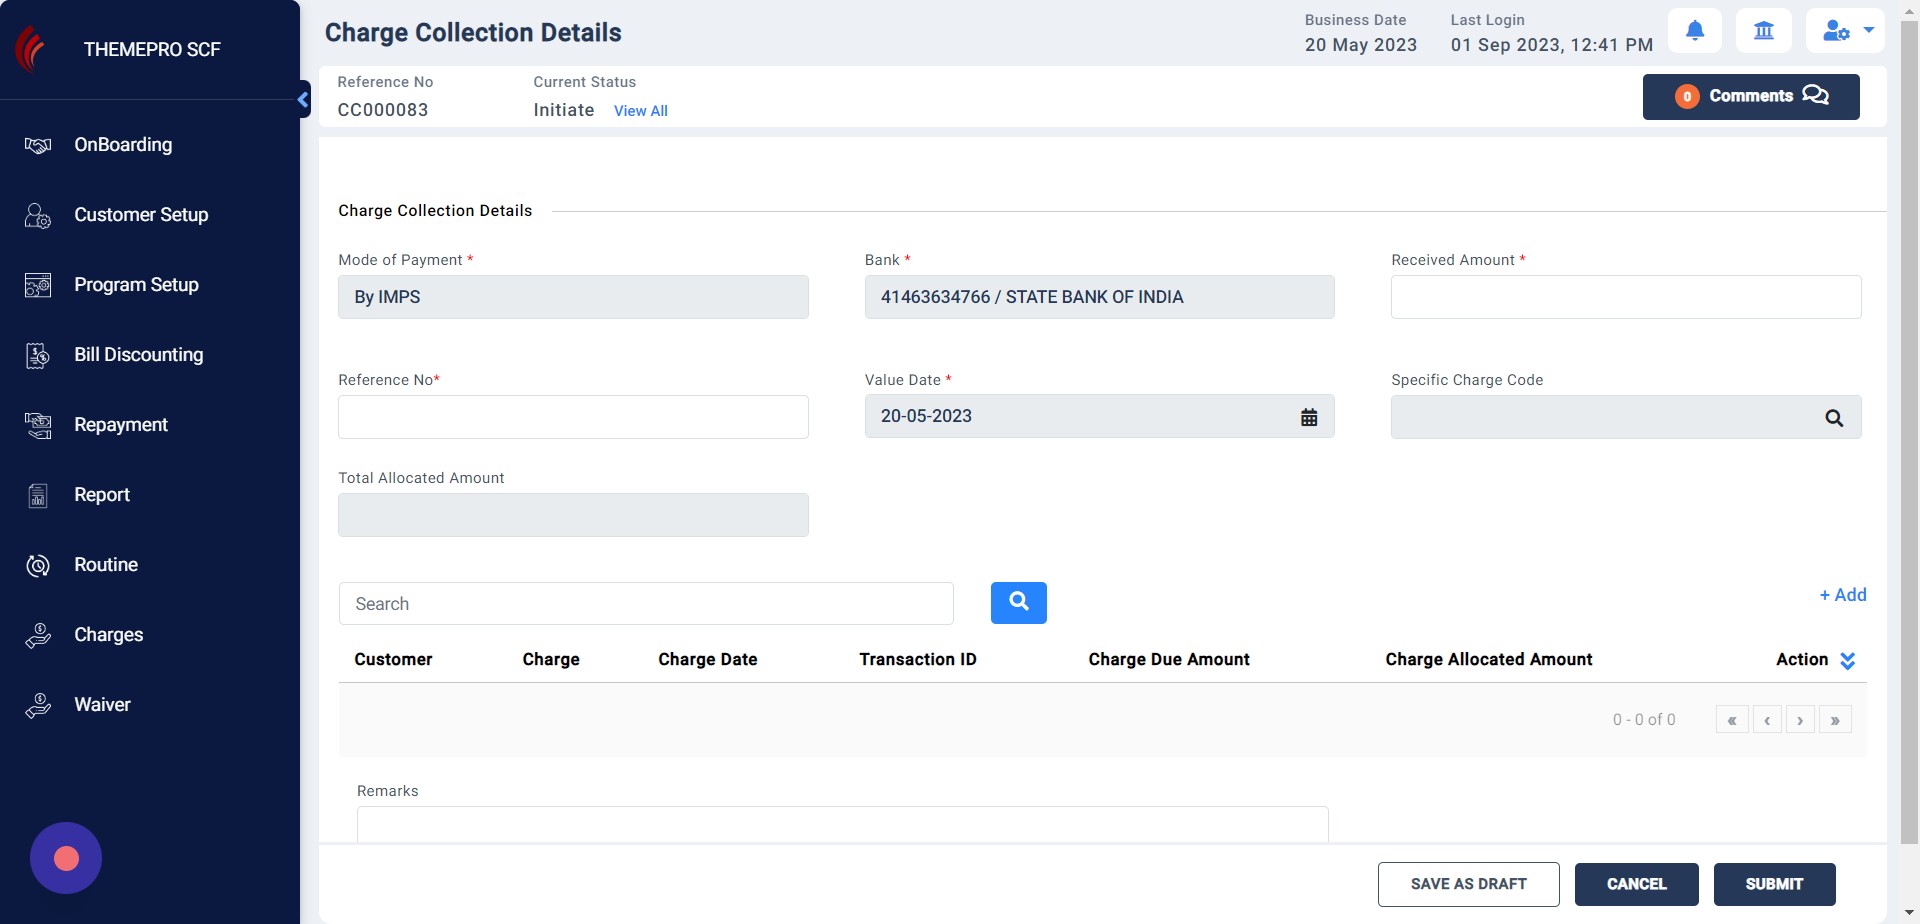 THEMEPRO SCF
OnBoarding
Customer Setup
Program Setup
Bill Discounting
Repayment
Report
Routine
Charges
Waiver
Charge Collection Details
Business Date
20 May 2023
Last Login
01 Sep 2023, 12:41 PM
Reference No
CC000083
Current Status
Initiate View All
0 Comments
Charge Collection Details
Mode of Payment *
By IMPS
Bank *
41463634766 / STATE BANK OF INDIA
Received Amount *
Reference No*
Value Date *
20-05-2023
Specific Charge Code
Total Allocated Amount
Search
+ Add
Customer Charge Charge Date Transaction ID Charge Due Amount Charge Allocated Amount Action
0 - 0 of 0 « ‹ › »
Remarks
SAVE AS DRAFT CANCEL SUBMIT